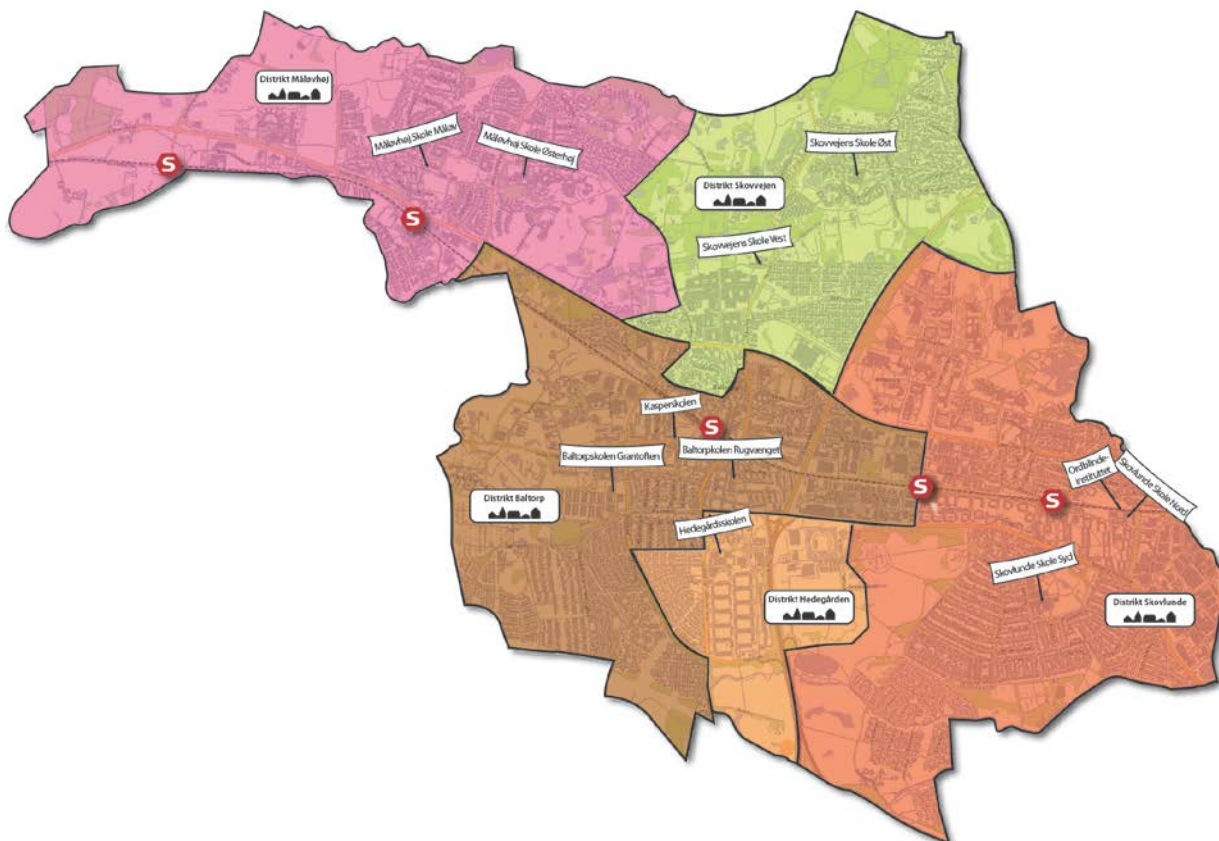 Distrikt Måløvhøj
Måløvhøj Skole Måløv
Måløvhøj Skole Østerhøj
Skovvejens Skole Øst
Distrikt Skovvejen
Skovvejens Skole Vest
S
S
Kasperskolen
S
Baltorpskolen Grantoften
Baltorpkolen Rugvænget
Distrikt Baltorp
Hedegårdsskolen
Distrikt Hedegården
S
S
Ordblinde-
instituttet
Skovlunde Skole Nord
Skovlunde Skole Syd
Distrikt Skovlunde